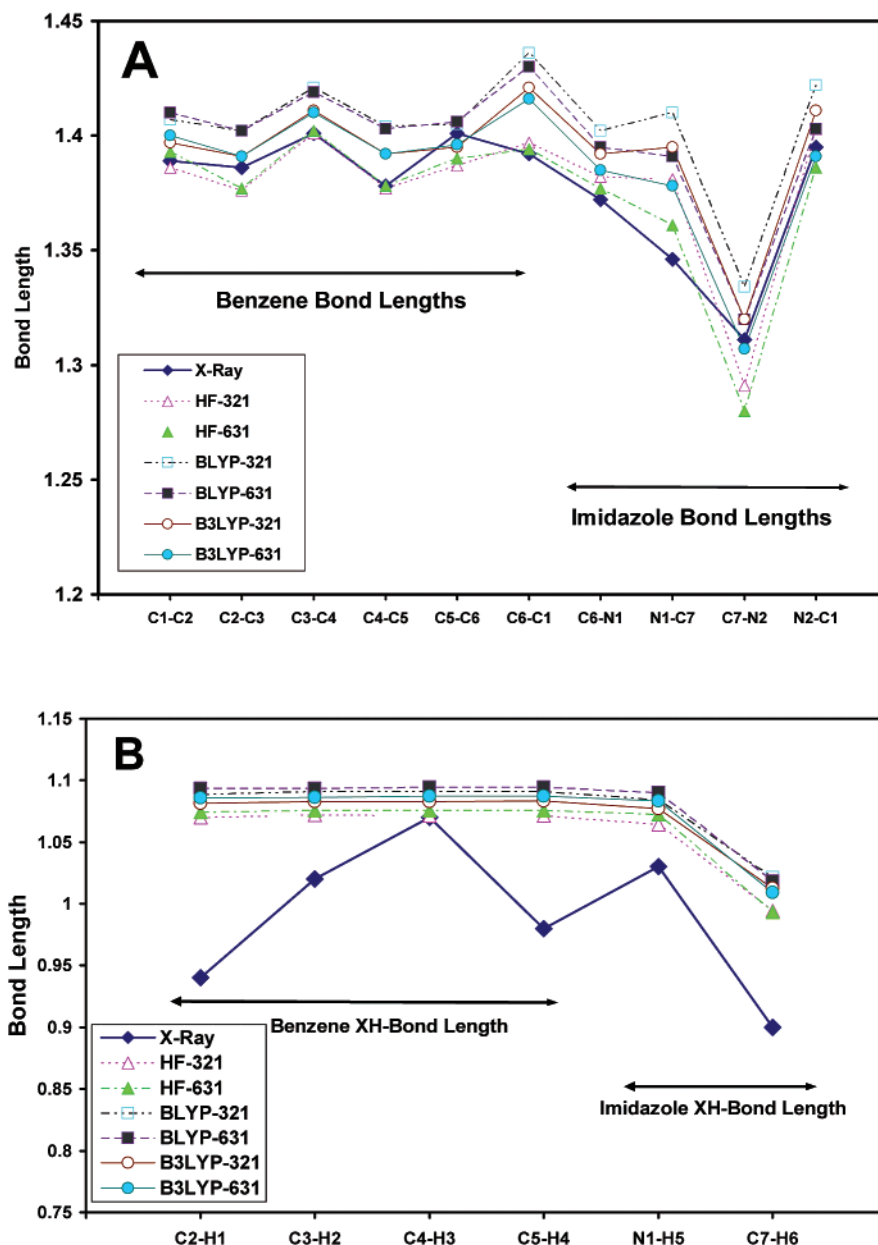 1.45
A
1.4
1.35
Benzene Bond Lengths
Bond Length
1.3
X-Ray
HF-321
HF-631
BLYP-321
BLYP-631
B3LYP-321
B3LYP-631
1.25
Imidazole Bond Lengths
1.2
C1-C2 C2-C3 C3-C4 C4-C5 C5-C6 C6-C1 C6-N1 N1-C7 C7-N2 N2-C1
1.15
B
1.1
1.05
1
Bond Length
0.95
Benzene XH-Bond Length
0.9
X-Ray
HF-321
HF-631
BLYP-321
BLYP-631
B3LYP-321
B3LYP-631
0.85
Imidazole XH-Bond Length
0.8
0.75
C2-H1 C3-H2 C4-H3 C5-H4 N1-H5 C7-H6